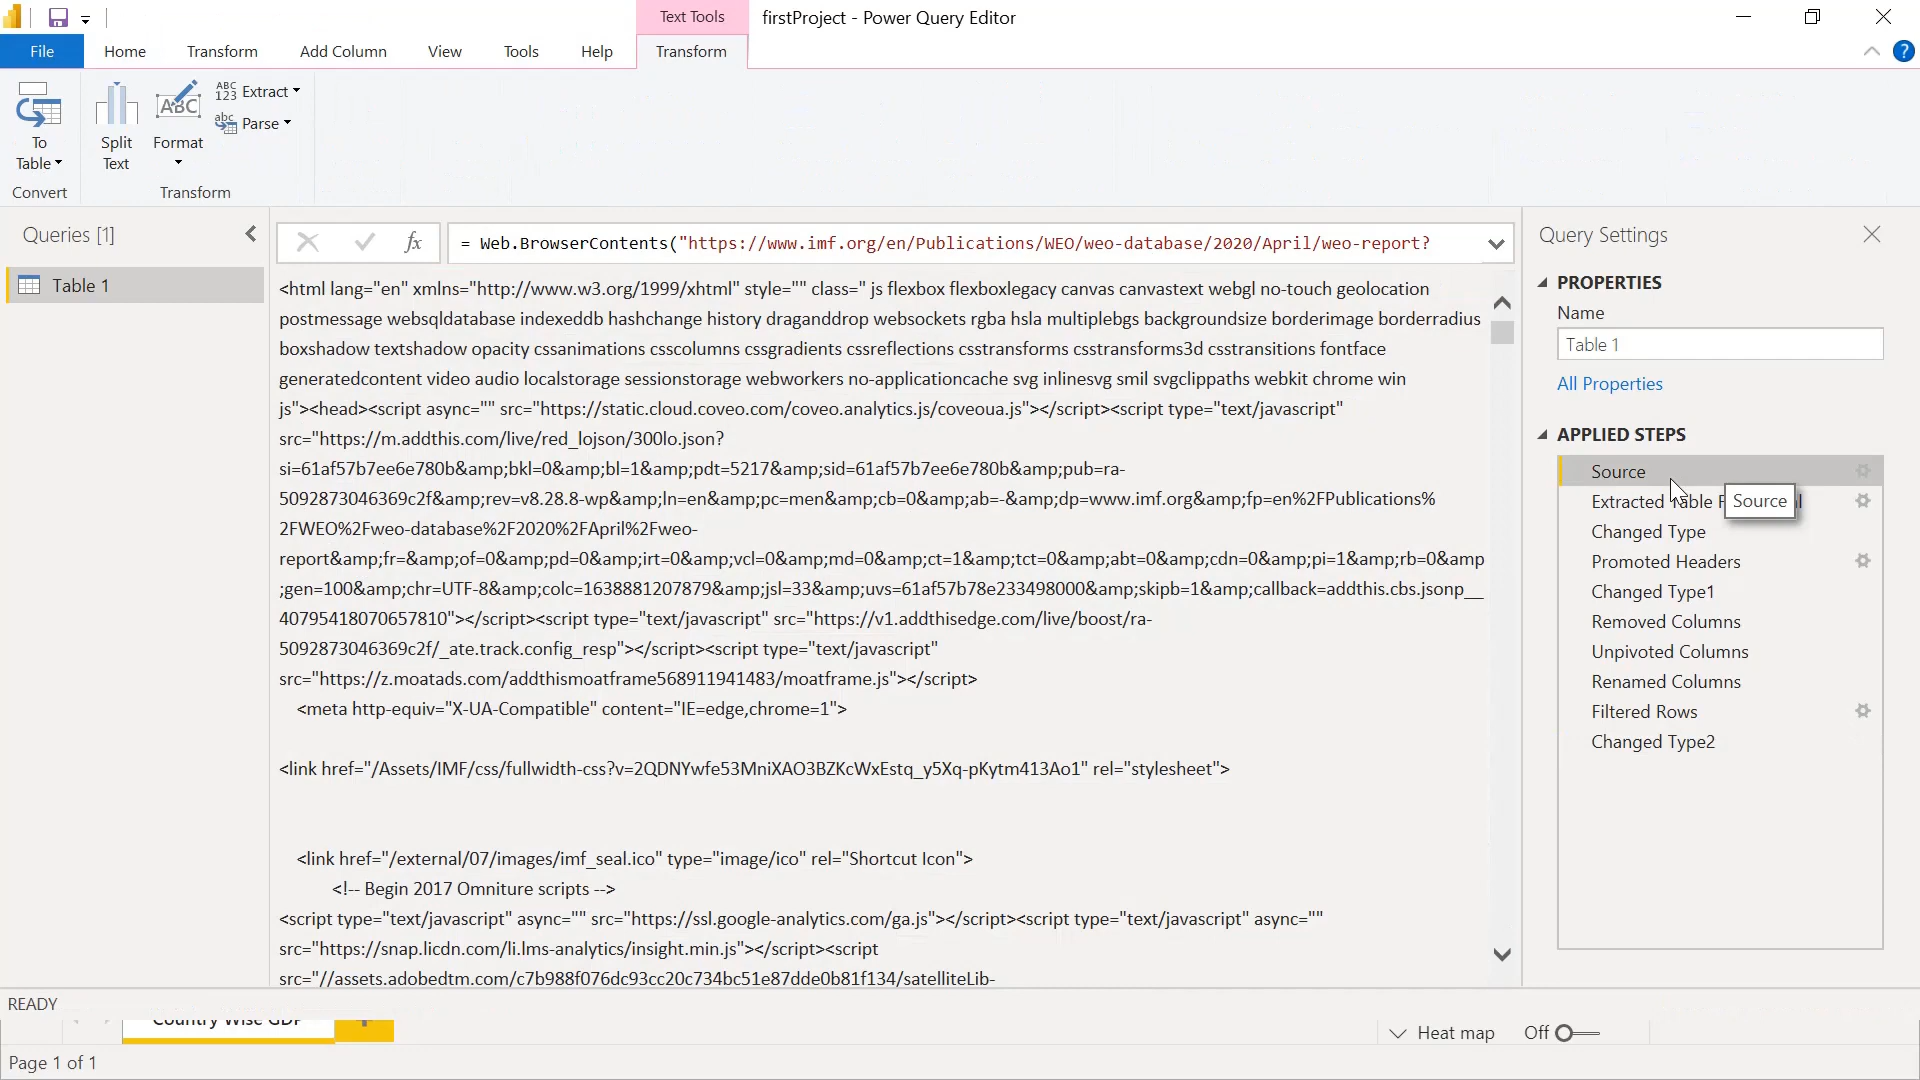 Text Tools
firstProject - Power Query Editor
File
Home
Transform
Add Column
View
Tools
Help
Transform
?
To
Table
Split
Text
ABC
Format
ABC
123
Extract
abc
Parse
Convert
Transform
Queries [1]
Table 1
fx
= Web.BrowserContents("https://www.imf.org/en/Publications/WEO/weo-database/2020/April/weo-report?
<html lang="en" xmlns="http://www.w3.org/1999/xhtml" style="" class=" js flexbox flexboxlegacy canvas canvastext webgl no-touch geolocation
postmessage websqldatabase indexeddb hashchange history draganddrop websockets rgba hsla multiplebgs backgroundsize borderimage borderradius
boxshadow textshadow opacity cssanimations csscolumns cssgradients cssreflections csstransforms csstransforms3d csstransitions fontface
generatedcontent video audio localstorage sessionstorage webworkers no-applicationcache svg inlinesvg smil svgclippaths webkit chrome win
js"><head><script async="" src="https://static.cloud.coveo.com/coveo.analytics.js/coveoua.js"></script><script type="text/javascript"
src="https://m.addthis.com/live/red_lojson/300lo.json?
si=61af57b7ee6e780b&amp;bkl=0&amp;bl=1&amp;pdt=5217&amp;sid=61af57b7ee6e780b&amp;pub=ra-
5092873046369c2f&amp;rev=v8.28.8-wp&amp;ln=en&amp;pc=men&amp;cb=0&amp;ab=-&amp;dp=www.imf.org&amp;fp=en%2FPublications%
2FWEO%2Fweo-database%2F2020%2FApril%2Fweo-
report&amp;fr=&amp;of=0&amp;pd=0&amp;irt=0&amp;vcl=0&amp;md=0&amp;ct=1&amp;tct=0&amp;abt=0&amp;cdn=0&amp;pi=1&amp;rb=0&amp
;gen=100&amp;chr=UTF-8&amp;colc=1638881207879&amp;jsl=33&amp;uvs=61af57b78e233498000&amp;skipb=1&amp;callback=addthis.cbs.jsonp__
40795418070657810"></script><script type="text/javascript" src="https://v1.addthisedge.com/live/boost/ra-
5092873046369c2f/_ate.track.config_resp"></script><script type="text/javascript"
src="https://z.moatads.com/addthismoatframe568911941483/moatframe.js"></script>
<meta http-equiv="X-UA-Compatible" content="IE=edge,chrome=1">
<link href="/Assets/IMF/css/fullwidth-css?v=2QDNYwfe53MniXAO3BZKcWxEstq_y5Xq-pKytm413Ao1" rel="stylesheet">
<link href="/external/07/images/imf_seal.ico" type="image/ico" rel="Shortcut Icon">
<!-- Begin 2017 Omniture scripts -->
<script type="text/javascript" async="" src="https://ssl.google-analytics.com/ga.js"></script><script type="text/javascript" async=""
src="https://snap.licdn.com/li.lms-analytics/insight.min.js"></script><script
src="//assets.adobedtm.com/c7b988f076dc93cc20c734bc51e87dde0b81f134/satelliteLib-
Query Settings
PROPERTIES
Name
Table 1
All Properties
APPLIED STEPS
Source
Extracted Table F
Source
Changed Type
Promoted Headers
Changed Type1
Removed Columns
Unpivoted Columns
Renamed Columns
Filtered Rows
Changed Type2
READY
Country Wise GDP
Heat map
Off
Page 1 of 1